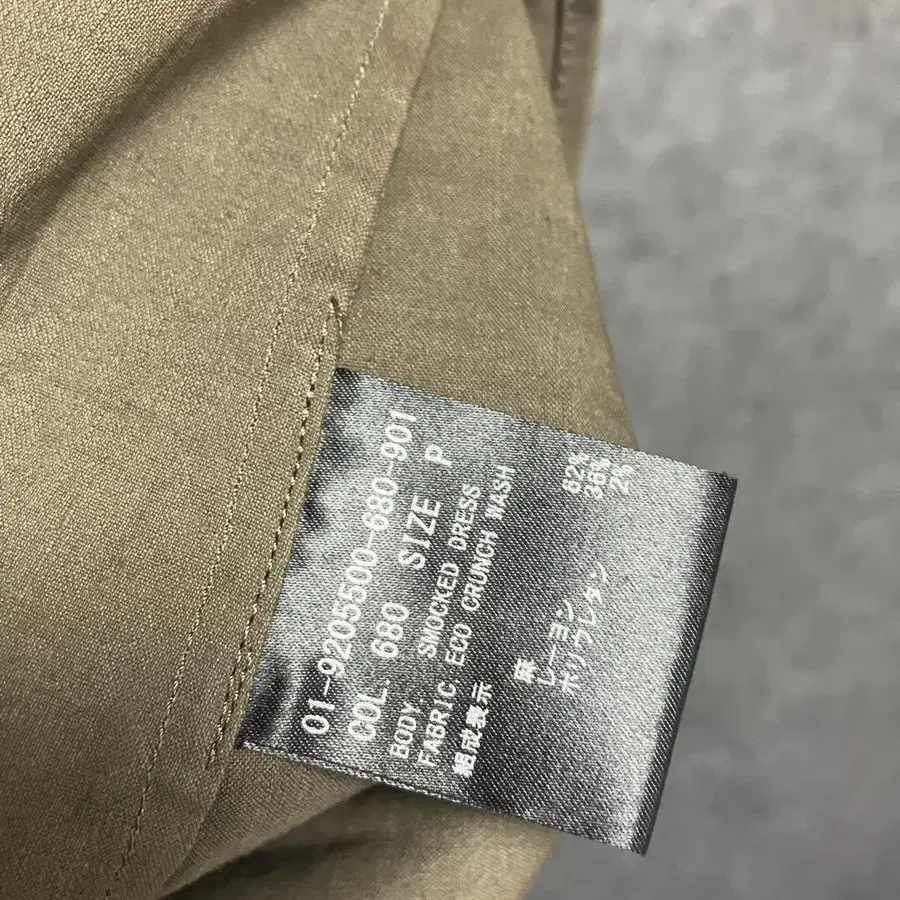 01-9205500-680-901
COL. 680 SIZE P
BODY SMOCKED DRESS
FABRIC. ECO CRUNCH WASH
組成表示
麻 62%
レーヨン 36%
ポリウレタン 2%